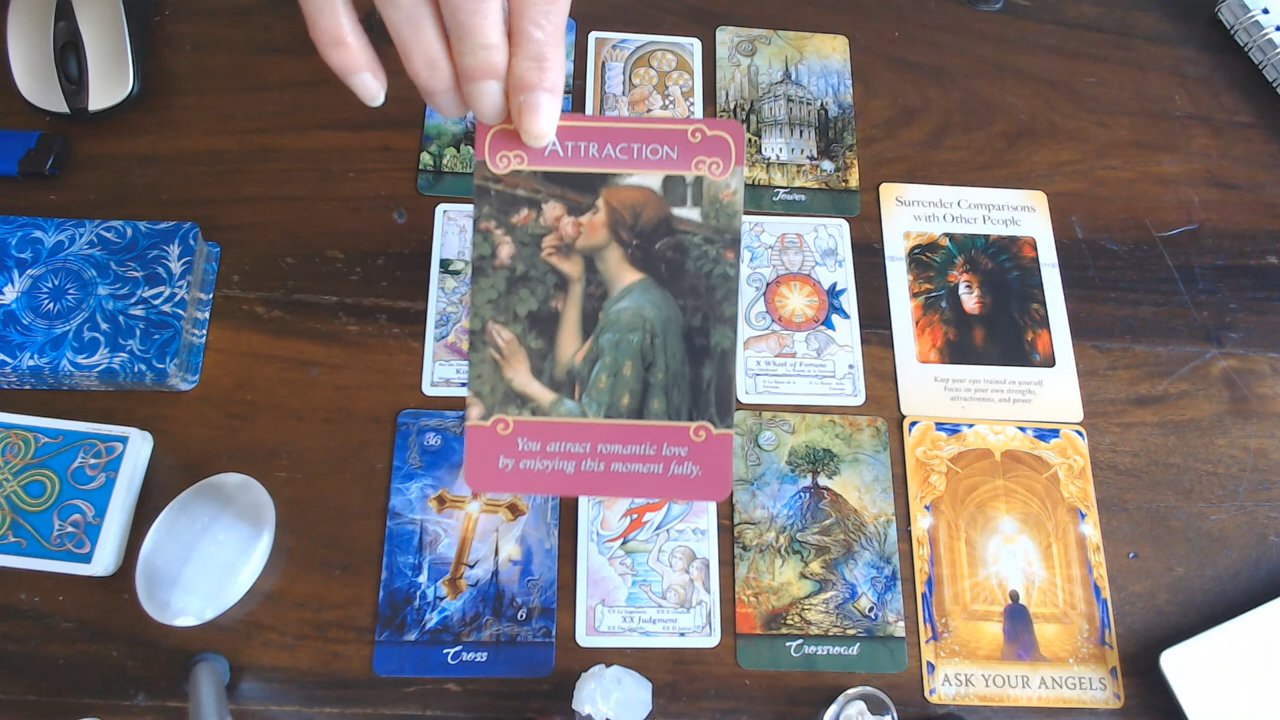 19
Tower
ATTRACTION
You attract romantic love
by enjoying this moment fully.
Surrender Comparisons
with Other People
Keep your eyes trained on yourself
Focus on your own strengths,
attractiveness, and power.
X Wheel of Fortune
36
6
Cross
XX Judgment
22
Q
Crossroad
ASK YOUR ANGELS